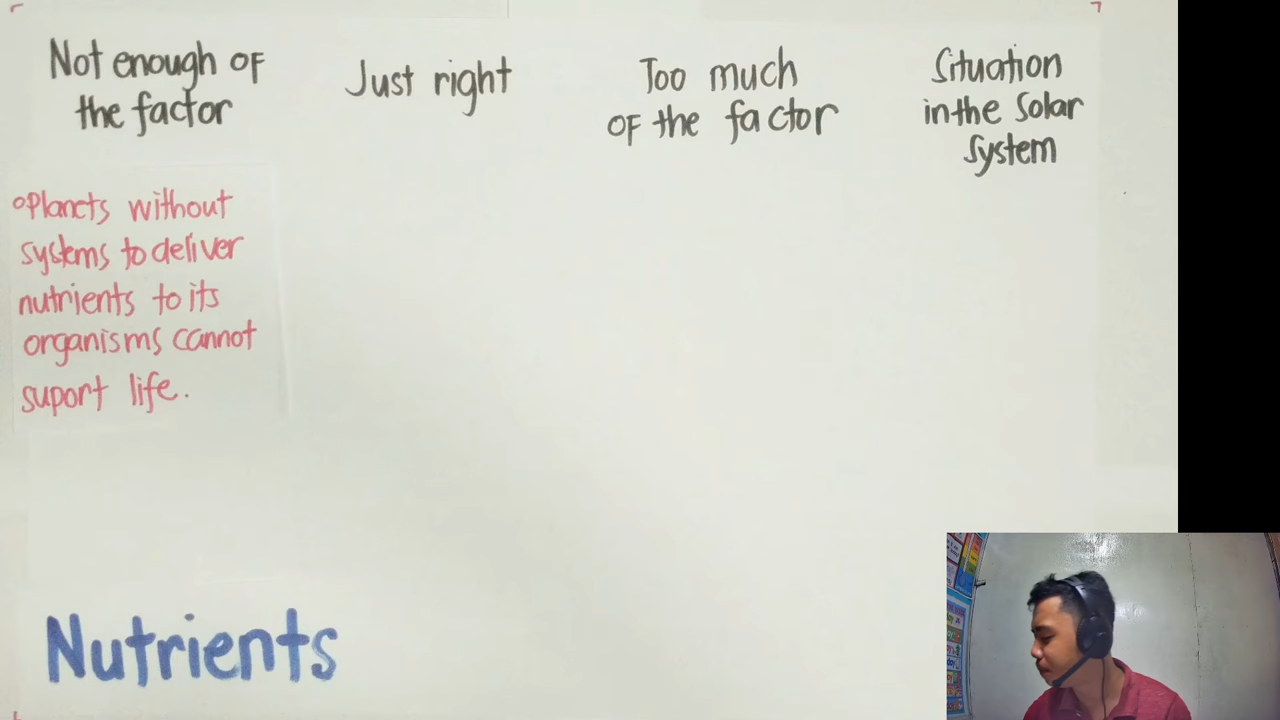 Not enough of
the factor
Just right
Too much
of the factor
Situation
in the Solar
System
Planets without
systems to deliver
nutrients to its
organisms cannot
suport life.
Nutrients